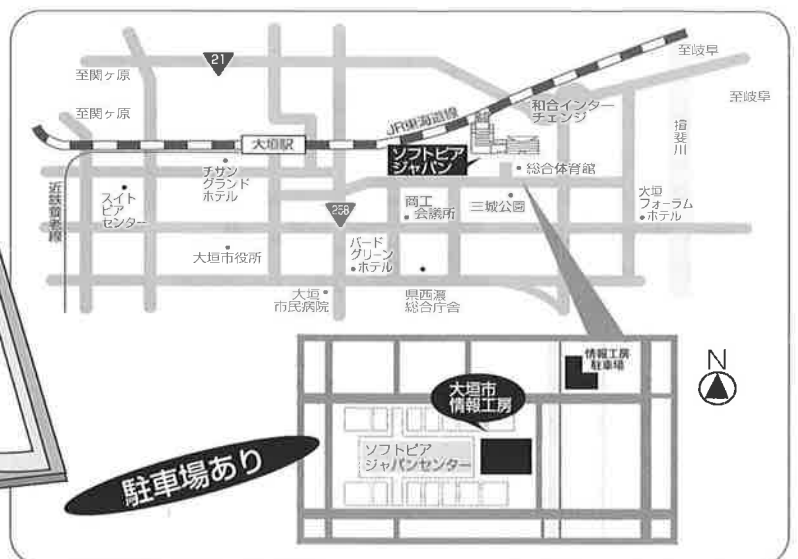 21
至関ヶ原
至関ヶ原
至岐阜
至岐阜
和合インター
チェンジ
揖斐川
JR東海道線
大垣駅
ソフトピア
ジャパン
総合体育館
近鉄養老線
スイト
ピア
センター
チサン
グランド
ホテル
258
商工
会議所
三城公園
大垣
フォーラム
ホテル
大垣市役所
バード
グリーン
ホテル
大垣
市民病院
県西濃
総合庁舎
情報工房
駐車場
N
大垣市
情報工房
ソフトピア
ジャパンセンター
駐車場あり